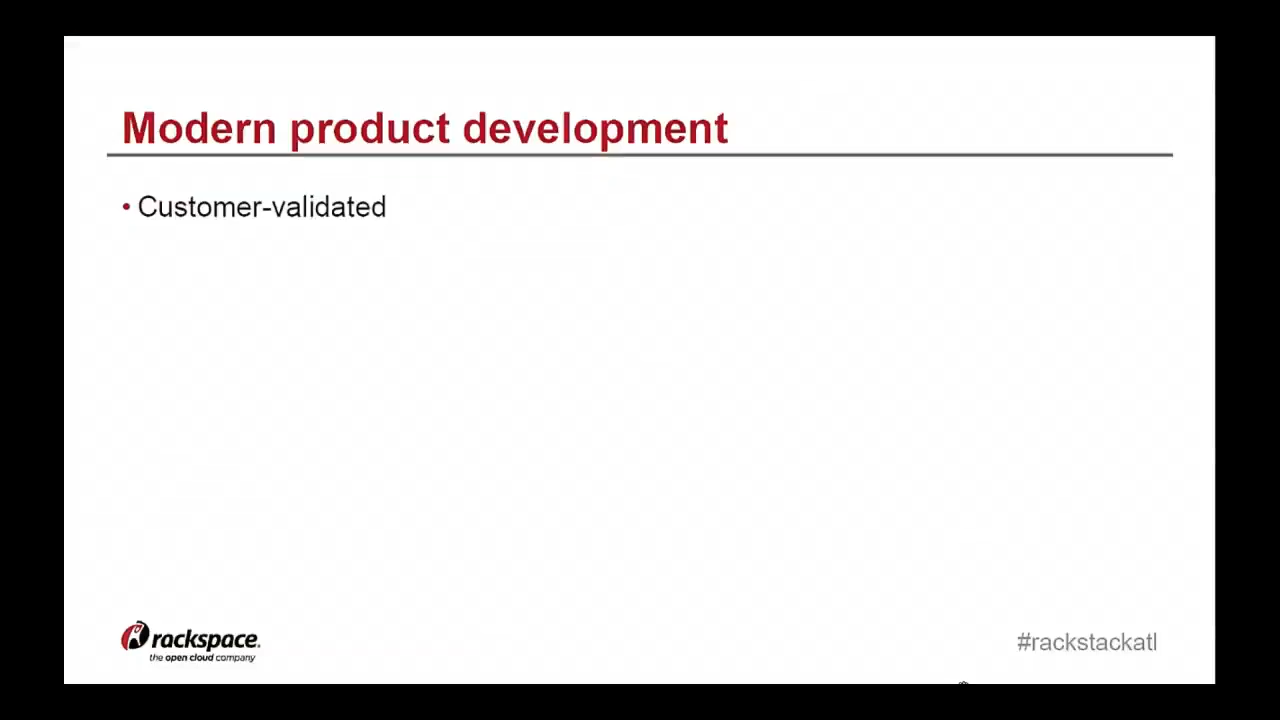 Modern product development
• Customer-validated
rackspace.
the open cloud company
#rackstackatl